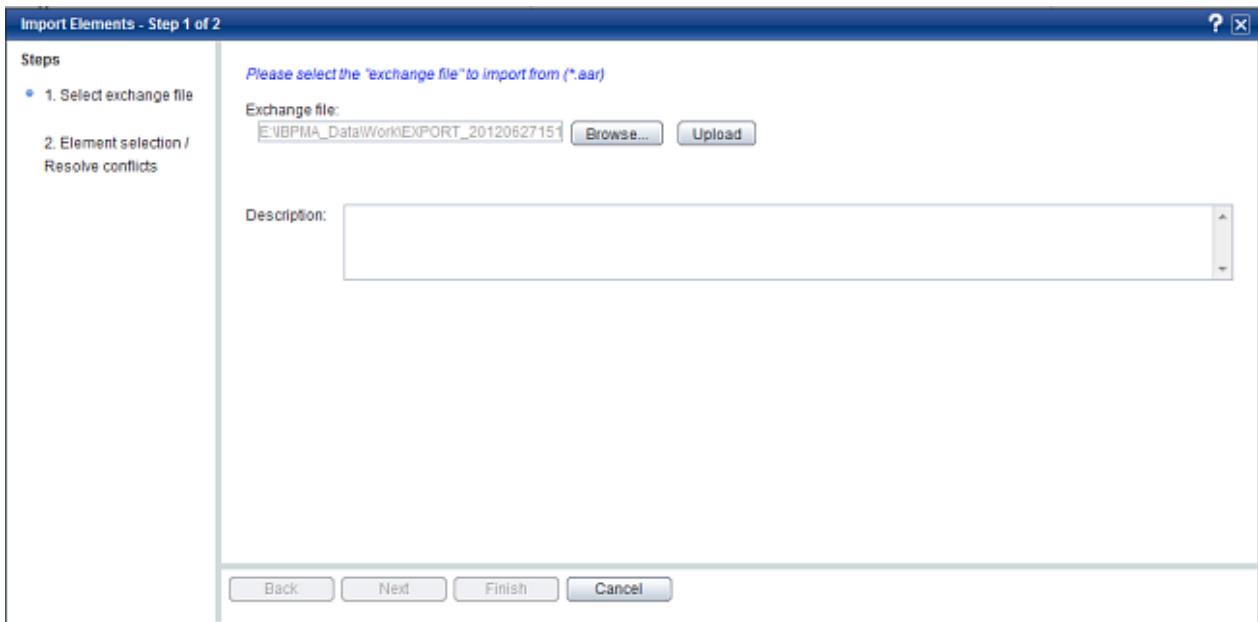 Import Elements - Step 1 of 2
?
Steps
1. Select exchange file
2. Element selection /
Resolve conflicts
Please select the "exchange file" to import from (*.aar)
Exchange file:
E:\IBPMA_Data\Work\EXPORT_20120627151 Browse... Upload
Description:
Back Next Finish Cancel